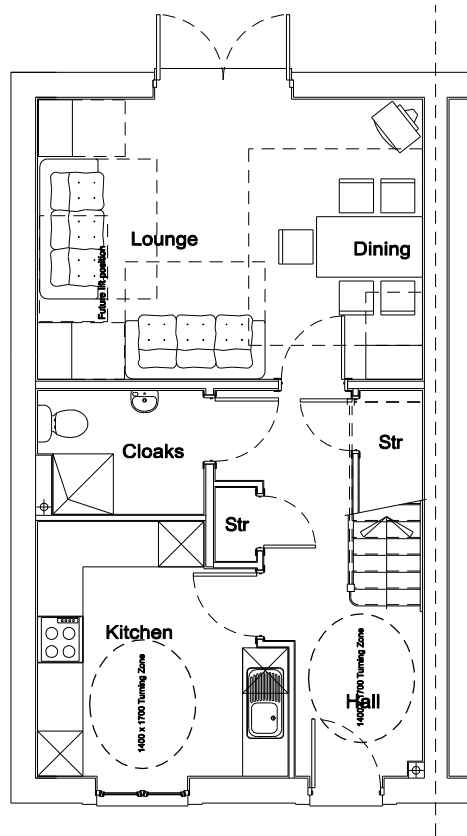 Lounge
Dining
Future lift position
Cloaks
Str
Str
Kitchen
1400 x 1700 Turning Zone
Hall
1400 x 1700 Turning Zone